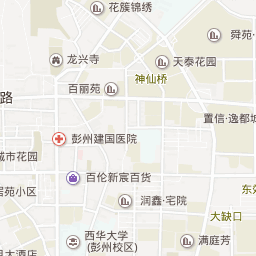 花簇锦绣
舜苑·
龙兴寺
天泰花园
神仙桥
百丽苑
路
置信·逸都城
彭州建国医院
城市花园
百伦新宸百货
居苑小区
东郊
润鑫·宅院
大缺口
西华大学
(彭州校区)
满庭芳
大酒店